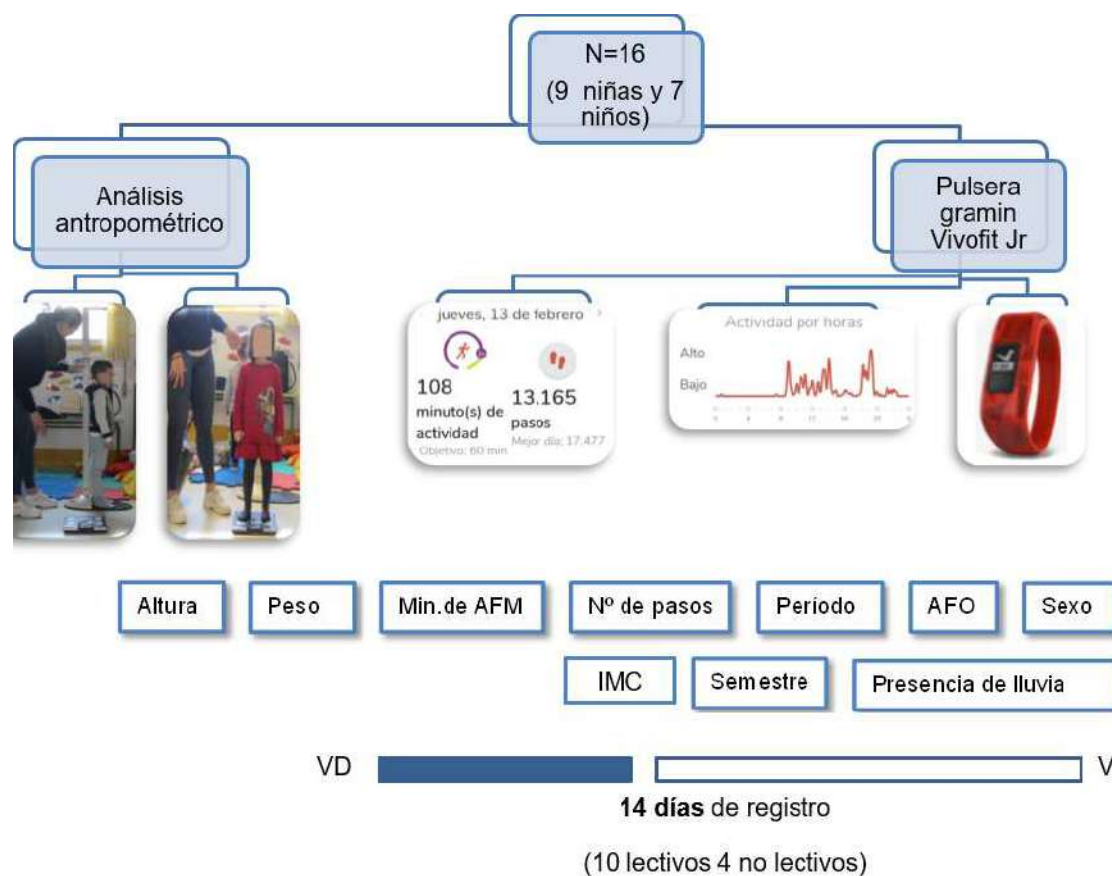 N=16
(9 niñas y 7
niños)
Análisis
antropométrico
Pulsera
gramin
Vivofit Jr
jueves, 13 de febrero
108
minuto(s) de
actividad
Objetivo: 60 min
13.165
pasos
Mejor día: 17.477
Actividad por horas
Alto
Bajo
Altura
Peso
Min.de AFM
Nº de pasos
Período
AFO
Sexo
IMC
Semestre
Presencia de lluvia
VD
V
14 días de registro
(10 lectivos 4 no lectivos)